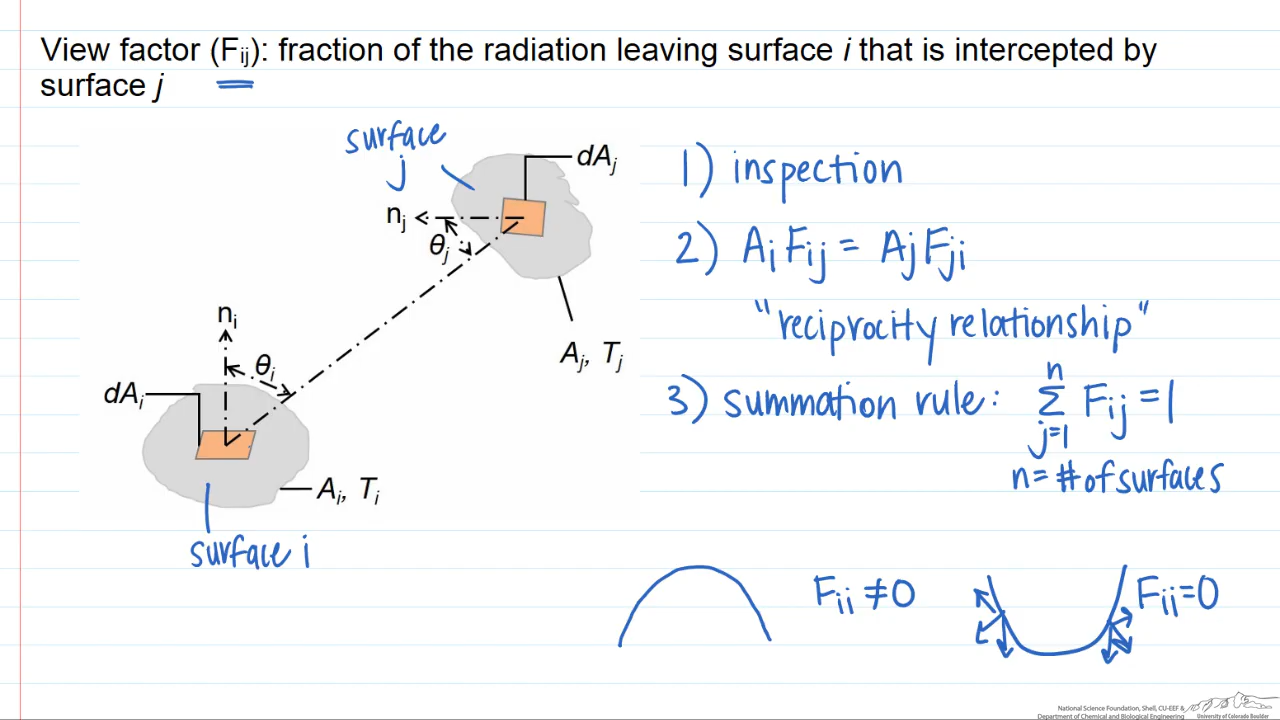 View factor (Fij): fraction of the radiation leaving surface i that is intercepted by
surface j
surface
j
dAj
nj
θj
Aj, Tj
ni
θi
dAi
Ai, Ti
surface i
1) inspection
2) AiFij = AjFji
"reciprocity relationship"
3) summation rule: n Σ j=1 Fij = 1
n = # of surfaces
Fii ≠ 0
Fii = 0
National Science Foundation, Shell, CU-EEF &
Department of Chemical and Biological Engineering
University of Colorado Boulder